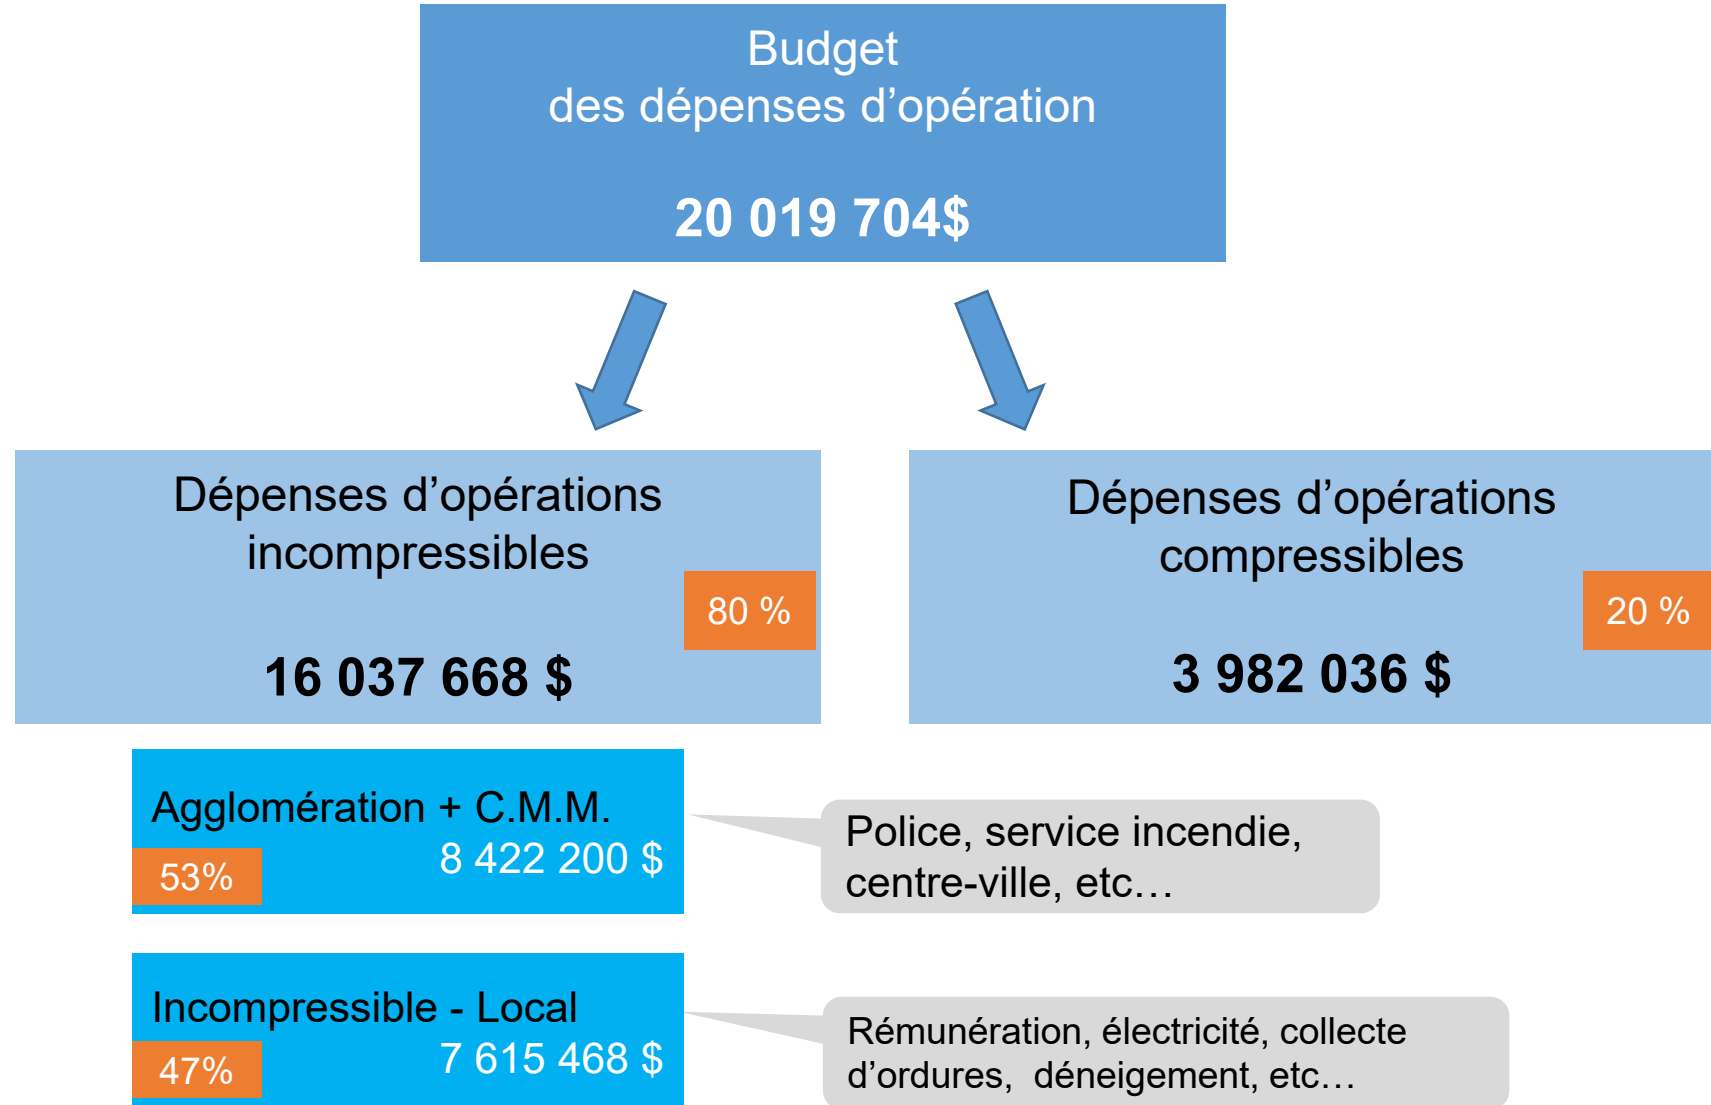 Budget
des dépenses d’opération
20 019 704$
Dépenses d’opérations
incompressibles
80 %
16 037 668 $
Dépenses d’opérations
compressibles
20 %
3 982 036 $
Agglomération + C.M.M.
8 422 200 $
53%
Police, service incendie,
centre-ville, etc…
Incompressible - Local
7 615 468 $
47%
Rémunération, électricité, collecte
d’ordures,  déneigement, etc…